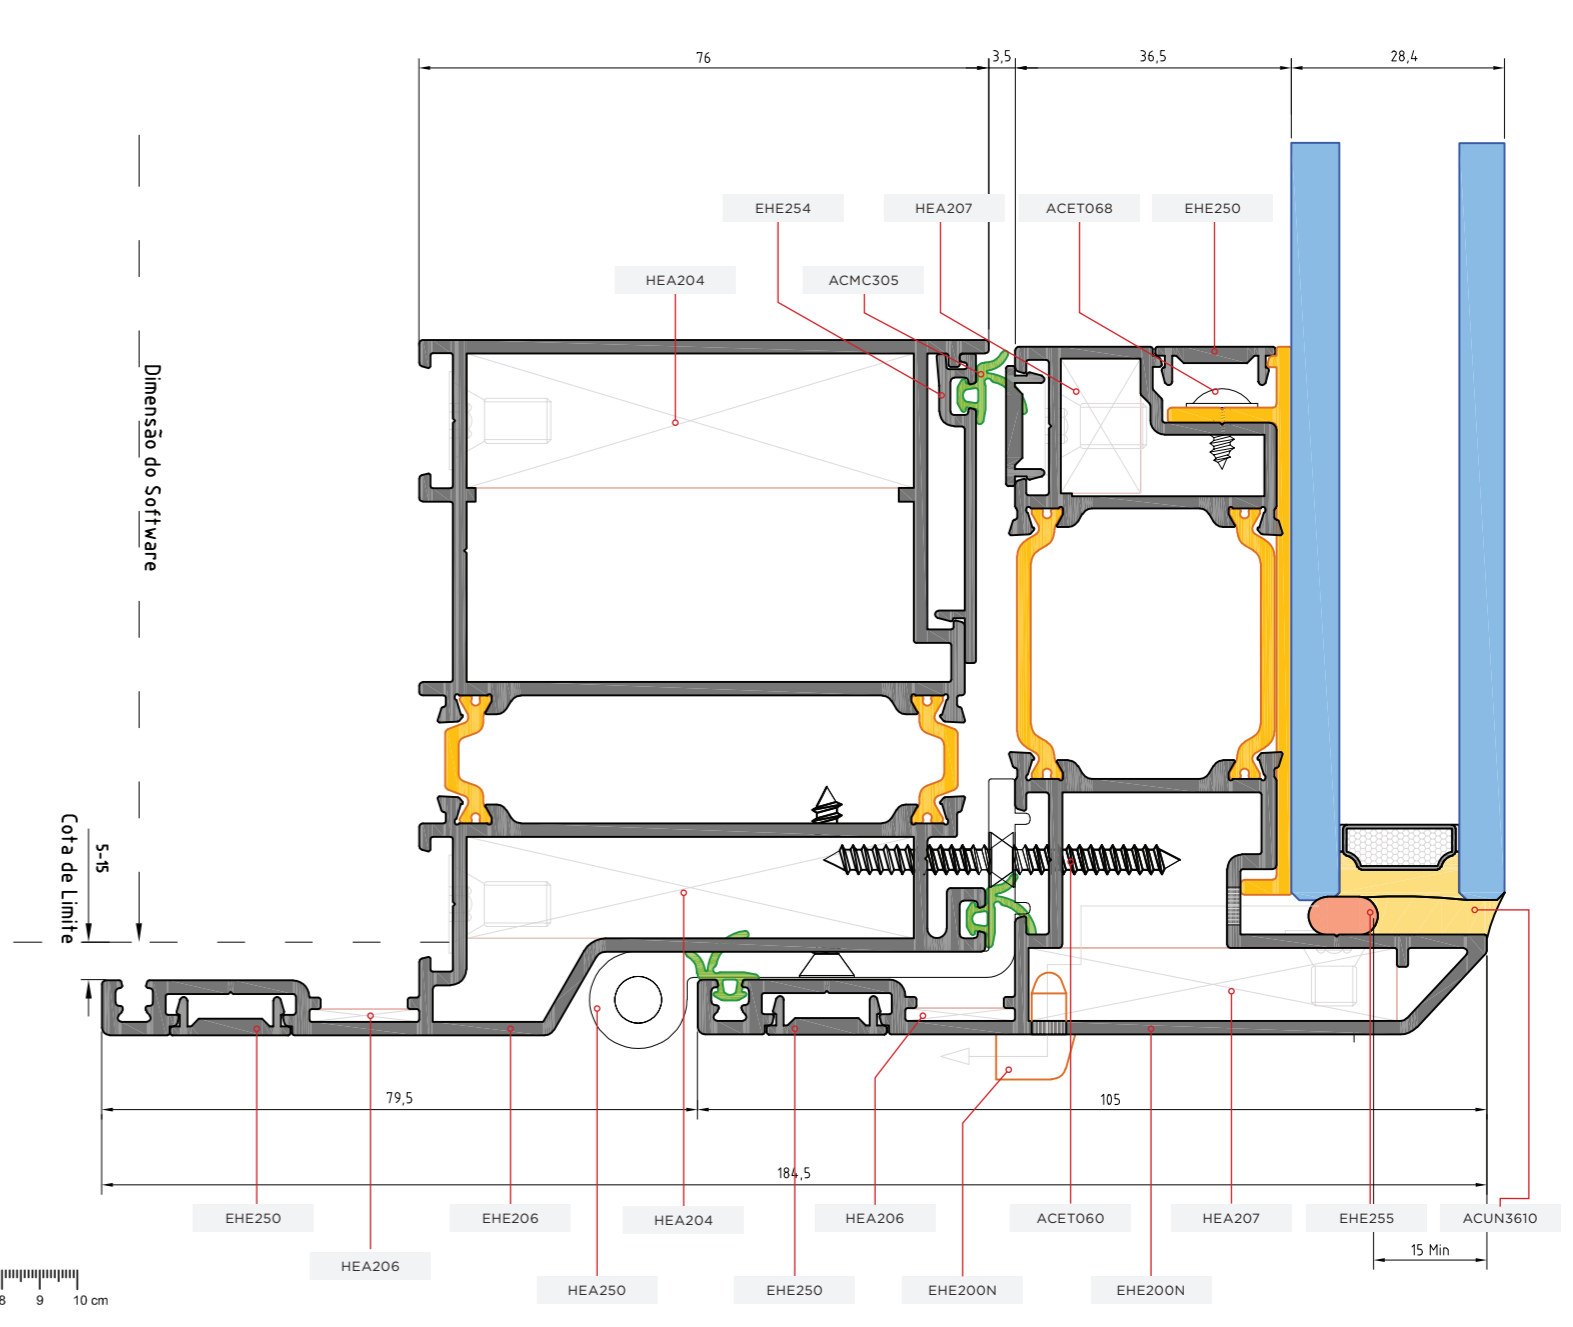 76
3,5
36,5
28,4
EHE254
HEA207
ACET068
EHE250
HEA204
ACMC305
Dimensão do Software
Cota de Limite
5-15
79,5
105
184,5
EHE250
EHE206
HEA204
HEA206
ACET060
HEA207
EHE255
ACUN3610
15 Min
HEA206
HEA250
EHE250
EHE200N
EHE200N
8 9 10 cm